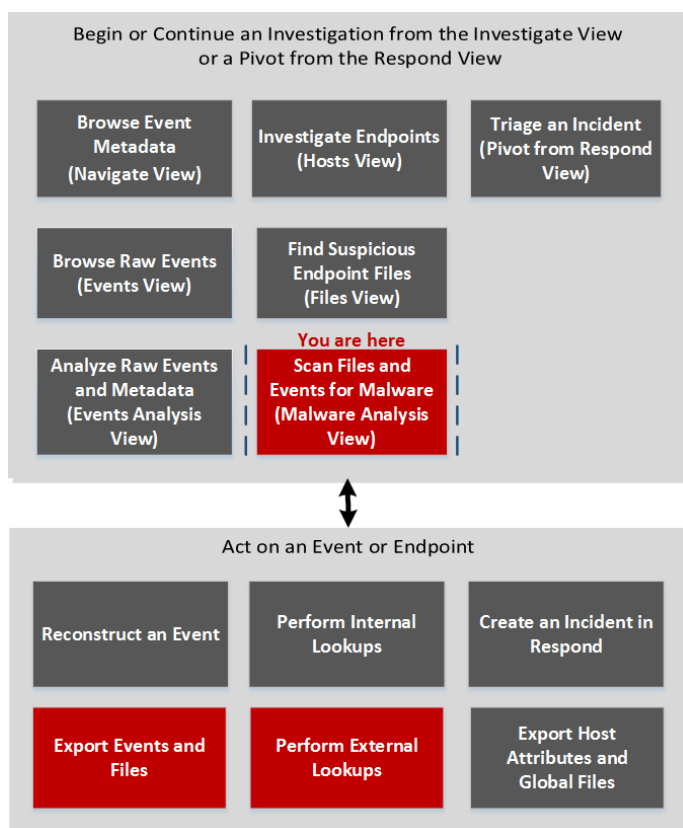 Begin or Continue an Investigation from the Investigate View
or a Pivot from the Respond View
Browse Event
Metadata
(Navigate View)
Investigate Endpoints
(Hosts View)
Triage an Incident
(Pivot from Respond
View)
Browse Raw Events
(Events View)
Find Suspicious
Endpoint Files
(Files View)
You are here
Analyze Raw Events
and Metadata
(Events Analysis
View)
Scan Files and
Events for Malware
(Malware Analysis
View)
Act on an Event or Endpoint
Reconstruct an Event
Perform Internal
Lookups
Create an Incident in
Respond
Export Events and
Files
Perform External
Lookups
Export Host
Attributes and
Global Files